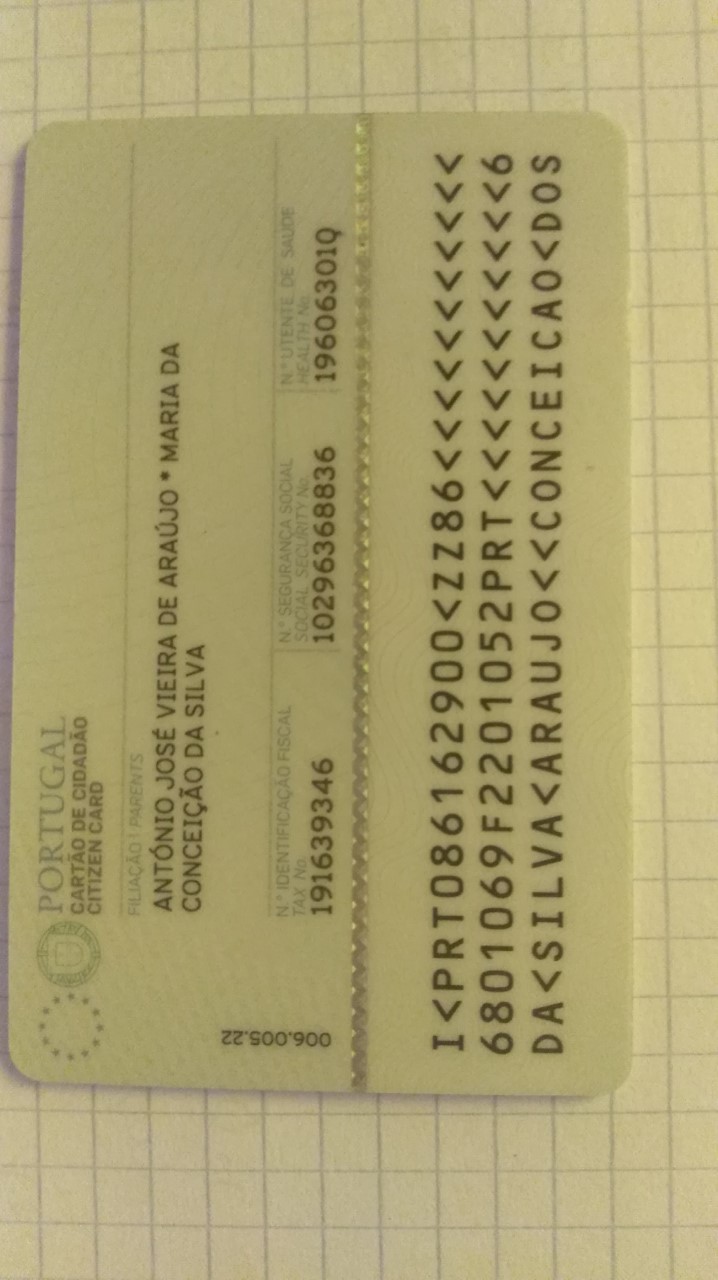 PORTUGAL
CARTÃO DE CIDADÃO
CITIZEN CARD
FILIAÇÃO / PARENTS
ANTÓNIO JOSÉ VIEIRA DE ARAÚJO * MARIA DA
CONCEIÇÃO DA SILVA
N.º IDENTIFICAÇÃO FISCAL
TAX No.
191639346
N.º SEGURANÇA SOCIAL
SOCIAL SECURITY No.
10296368836
N.º UTENTE DE SAÚDE
HEALTH No.
196063010
006.005.22
I<PRT086162900<ZZ86<<<<<<<<<<<
6801069F2201052PRT<<<<<<<<<<<6
DA<SILVA<ARAUJO<<CONCEICAO<DOS